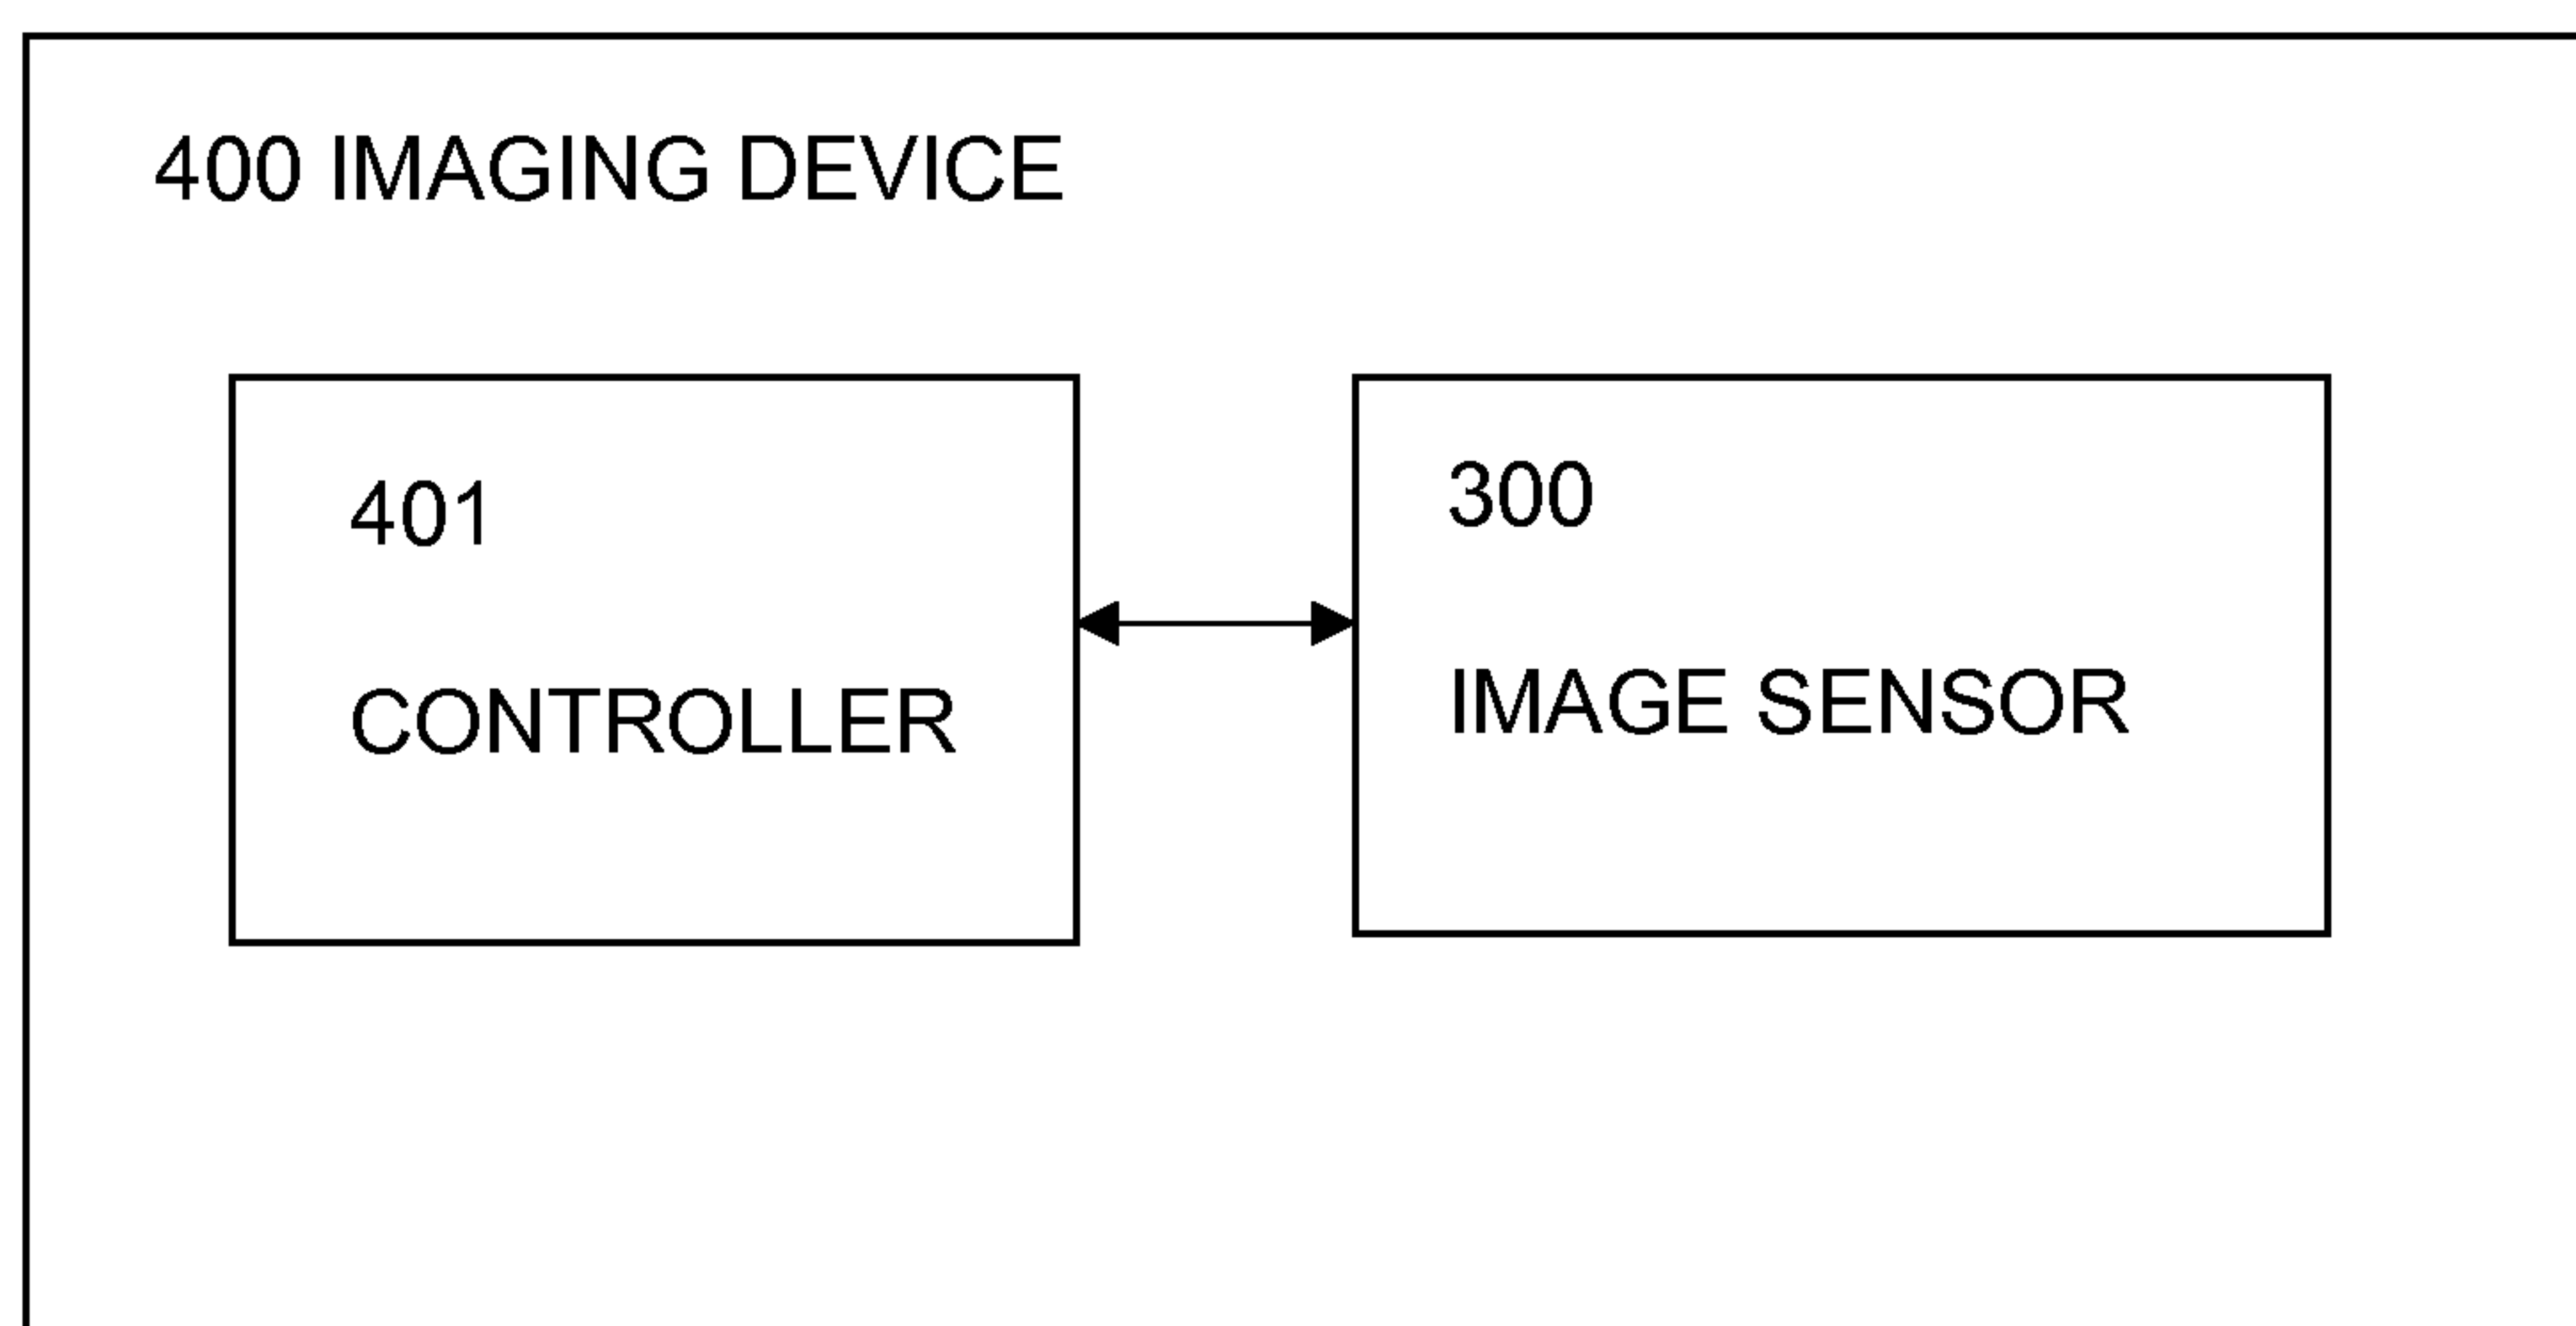 400 IMAGING DEVICE
401
CONTROLLER
300
IMAGE SENSOR